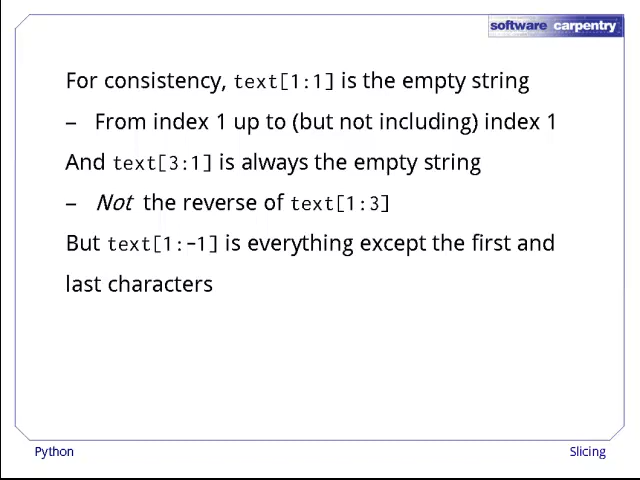 software carpentry
For consistency, text[1:1] is the empty string
– From index 1 up to (but not including) index 1
And text[3:1] is always the empty string
– Not the reverse of text[1:3]
But text[1:-1] is everything except the first and
last characters
Python
Slicing